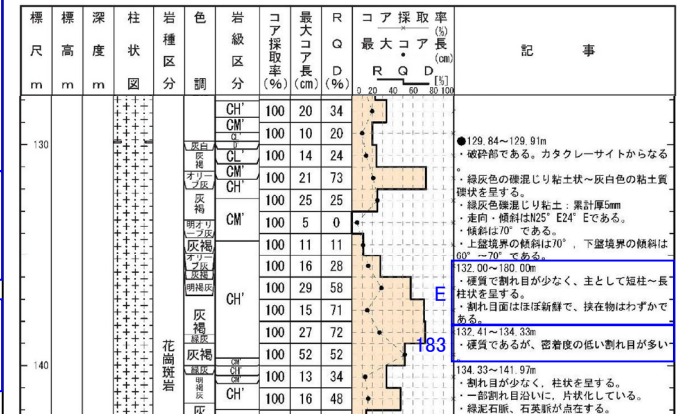 標尺m 標高m 深度m 柱状図 岩種区分 色調 岩級区分 コア採取率(%) 最大コア長(cm) RQD(%) コア採取率(%) 最大コア長(cm) RQD[%] 記事
0 20 40 60 80 100
CH' 100 20 34
CM' 100 10 20
CL'
130
灰白 D
灰褐 CL' 100 14 24
オリーブ灰 CM' 100 21 73
CH'
灰褐 100 25 25
CM'
明オリーブ灰 100 5 0
灰褐 100 11 11
オリーブ灰 100 16 28
灰褐
明褐灰 100 29 58
CH'
灰褐 100 15 71
100 27 72
緑灰
灰褐 100 52 52
CM'
140
緑灰 CH' 100 13 34
CM'
明褐灰 CH' 100 16 48
灰
花崗斑岩
●129.84~129.91m
・破砕部である。カタクレーサイトからなる
。
・緑灰色の礫混じり粘土状~灰白色の粘土質
礫状を呈する。
・緑灰色礫混じり粘土:累計厚5mm
・走向・傾斜はN25°E24°Eである。
・傾斜は70°である。
・上盤境界の傾斜は70°,下盤境界の傾斜は
60°~70°である。
132.00~180.00m
・硬質で割れ目が少なく、主として短柱~長
柱状を呈する。
・割れ目面はほぼ新鮮で、挟在物はわずかで
ある。
E
132.41~134.33m
・硬質であるが、密着度の低い割れ目が多い
183
134.33~141.97m
・割れ目が少なく、柱状を呈する。
・一部割れ目沿いに、片状化している。
・緑泥石脈、石英脈が点在する。